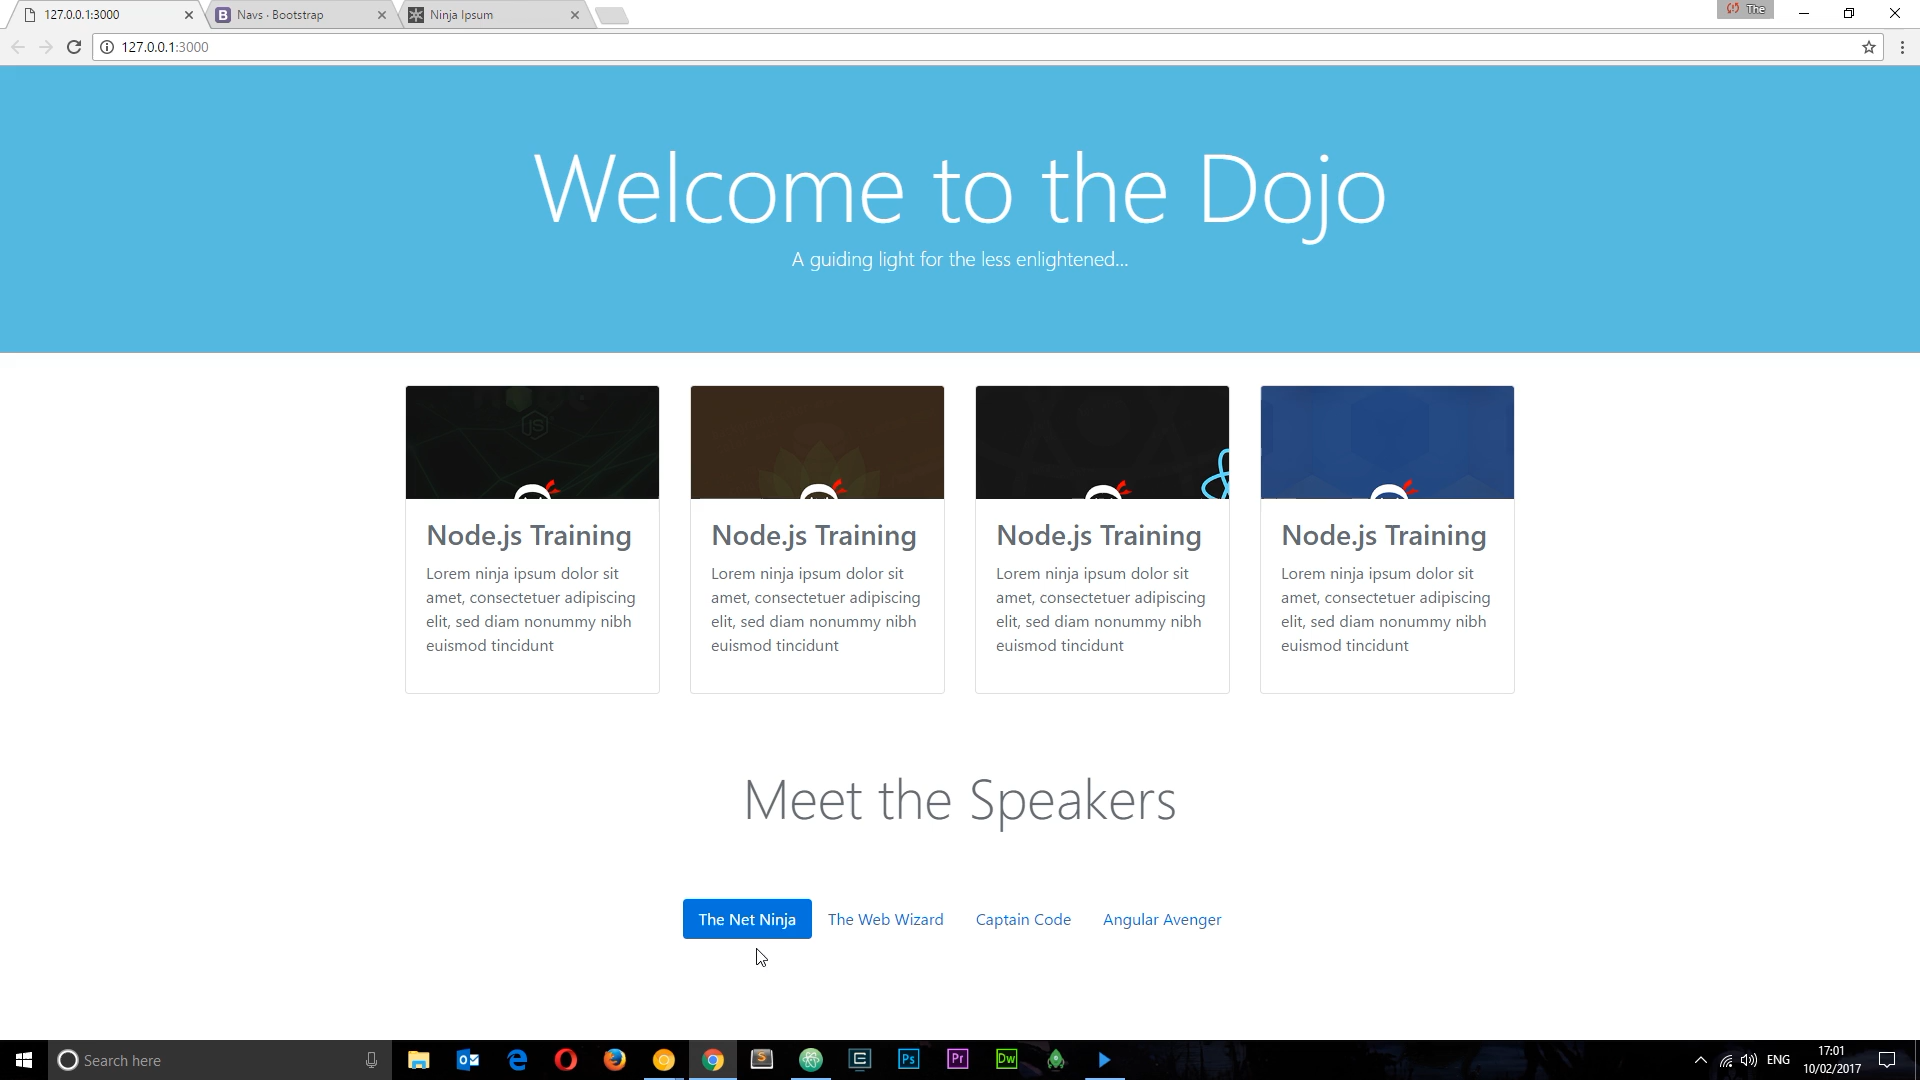 127.0.0.1:3000
Navs · Bootstrap
Ninja Ipsum
The
127.0.0.1:3000
Welcome to the Dojo
A guiding light for the less enlightened...
JS
Node.js Training
Lorem ninja ipsum dolor sit
amet, consectetuer adipiscing
elit, sed diam nonummy nibh
euismod tincidunt
Node.js Training
Lorem ninja ipsum dolor sit
amet, consectetuer adipiscing
elit, sed diam nonummy nibh
euismod tincidunt
Node.js Training
Lorem ninja ipsum dolor sit
amet, consectetuer adipiscing
elit, sed diam nonummy nibh
euismod tincidunt
Node.js Training
Lorem ninja ipsum dolor sit
amet, consectetuer adipiscing
elit, sed diam nonummy nibh
euismod tincidunt
Meet the Speakers
The Net Ninja
The Web Wizard
Captain Code
Angular Avenger
Search here
Ps
Pr
Dw
ENG
17:01
10/02/2017